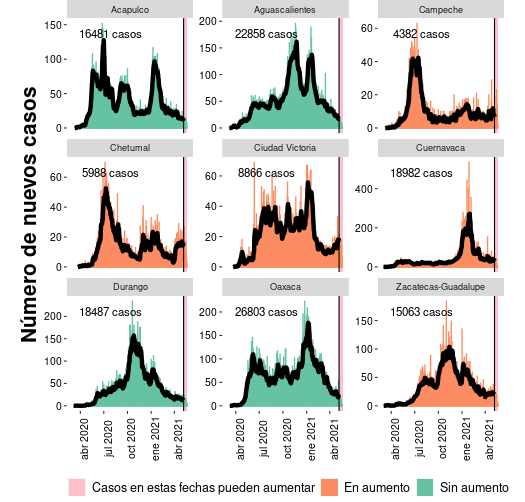 Acapulco
Aguascalientes
Campeche
16481 casos
22858 casos
4382 casos
150
100
50
0
200
150
100
50
0
60
40
20
0
Chetumal
Ciudad Victoria
Cuernavaca
5988 casos
8866 casos
18982 casos
60
40
20
0
60
40
20
0
400
200
0
Durango
Oaxaca
Zacatecas-Guadalupe
18487 casos
26803 casos
15063 casos
200
150
100
50
0
200
150
100
50
0
150
100
50
0
Número de nuevos casos
abr 2020
jul 2020
oct 2020
ene 2021
abr 2021
abr 2020
jul 2020
oct 2020
ene 2021
abr 2021
abr 2020
jul 2020
oct 2020
ene 2021
abr 2021
Casos en estas fechas pueden aumentar
En aumento
Sin aumento